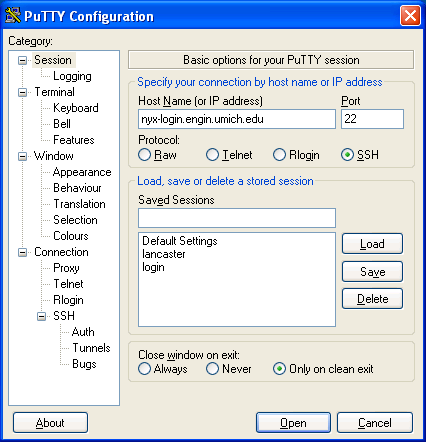 PuTTY Configuration
Category:
Session
Logging
Terminal
Keyboard
Bell
Features
Window
Appearance
Behaviour
Translation
Selection
Colours
Connection
Proxy
Telnet
Rlogin
SSH
Auth
Tunnels
Bugs
Basic options for your PuTTY session
Specify your connection by host name or IP address
Host Name (or IP address) Port
nyx-login.engin.umich.edu 22
Protocol:
Raw Telnet Rlogin SSH
Load, save or delete a stored session
Saved Sessions
Default Settings
lancaster
login
Load
Save
Delete
Close window on exit:
Always Never Only on clean exit
About Open Cancel